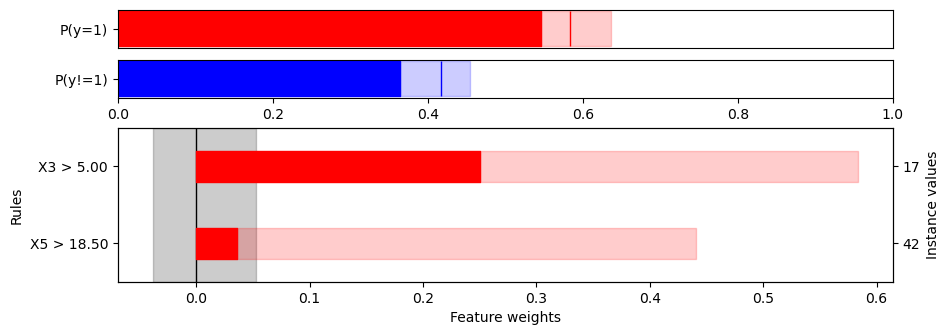 P(y=1)
P(y!=1)
0.0 0.2 0.4 0.6 0.8 1.0
X3 > 5.00 17
X5 > 18.50 42
Rules
Instance values
0.0 0.1 0.2 0.3 0.4 0.5 0.6
Feature weights